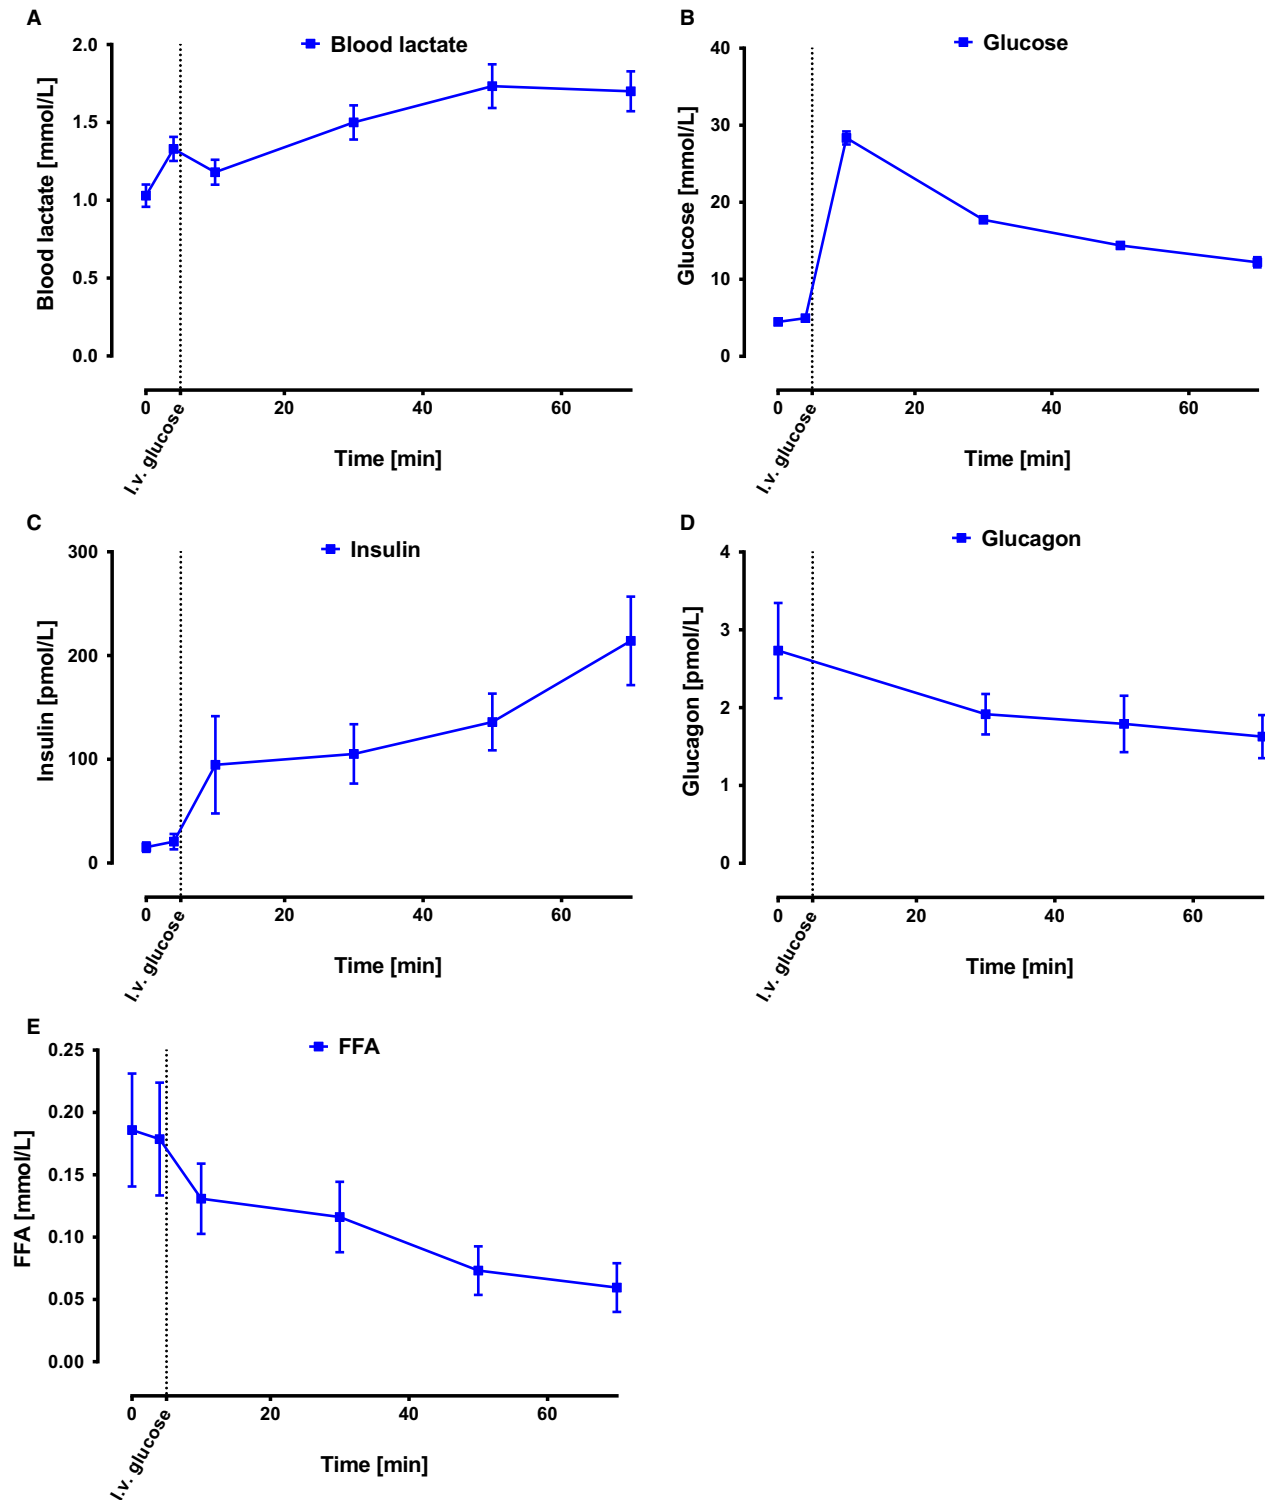 A
Blood lactate
2.0
1.5
1.0
0.5
0.0
Blood lactate [mmol/L]
0 20 40 60
I.v. glucose
Time [min]
B
Glucose
40
30
20
10
0
Glucose [mmol/L]
0 20 40 60
I.v. glucose
Time [min]
C
Insulin
300
200
100
0
Insulin [pmol/L]
0 20 40 60
I.v. glucose
Time [min]
D
Glucagon
4
3
2
1
0
Glucagon [pmol/L]
0 20 40 60
I.v. glucose
Time [min]
E
FFA
0.25
0.20
0.15
0.10
0.05
0.00
FFA [mmol/L]
0 20 40 60
I.v. glucose
Time [min]